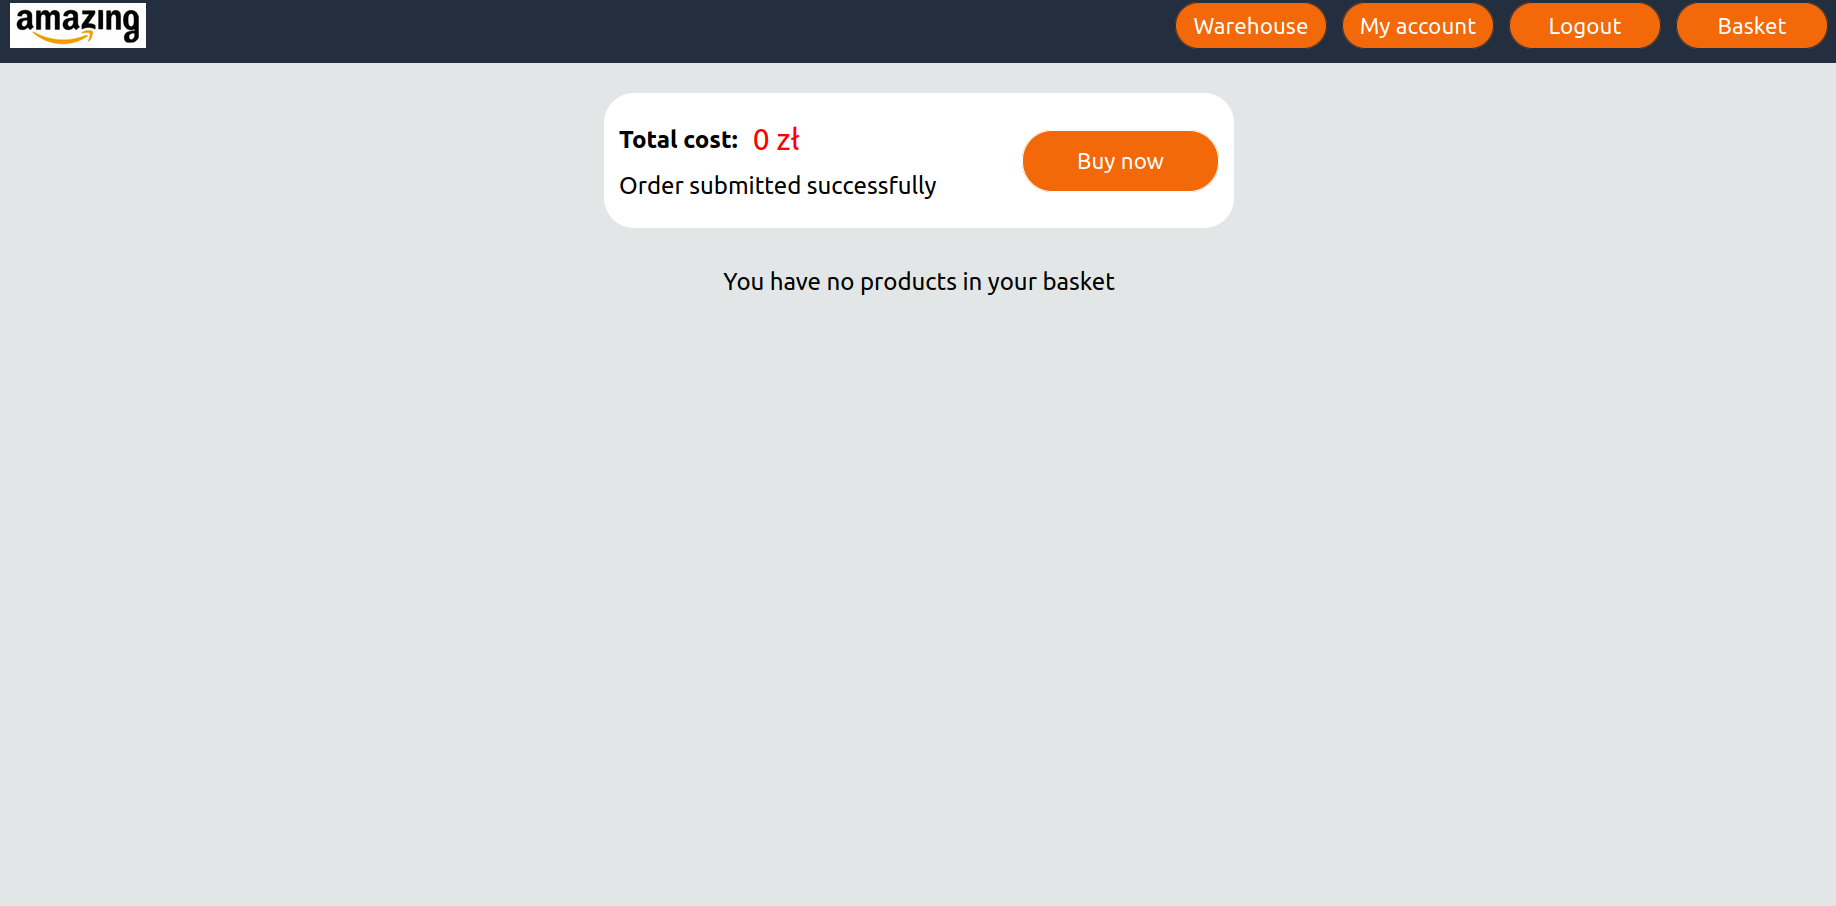 amazing
Warehouse My account Logout Basket
Total cost: 0 zł
Buy now
Order submitted successfully
You have no products in your basket